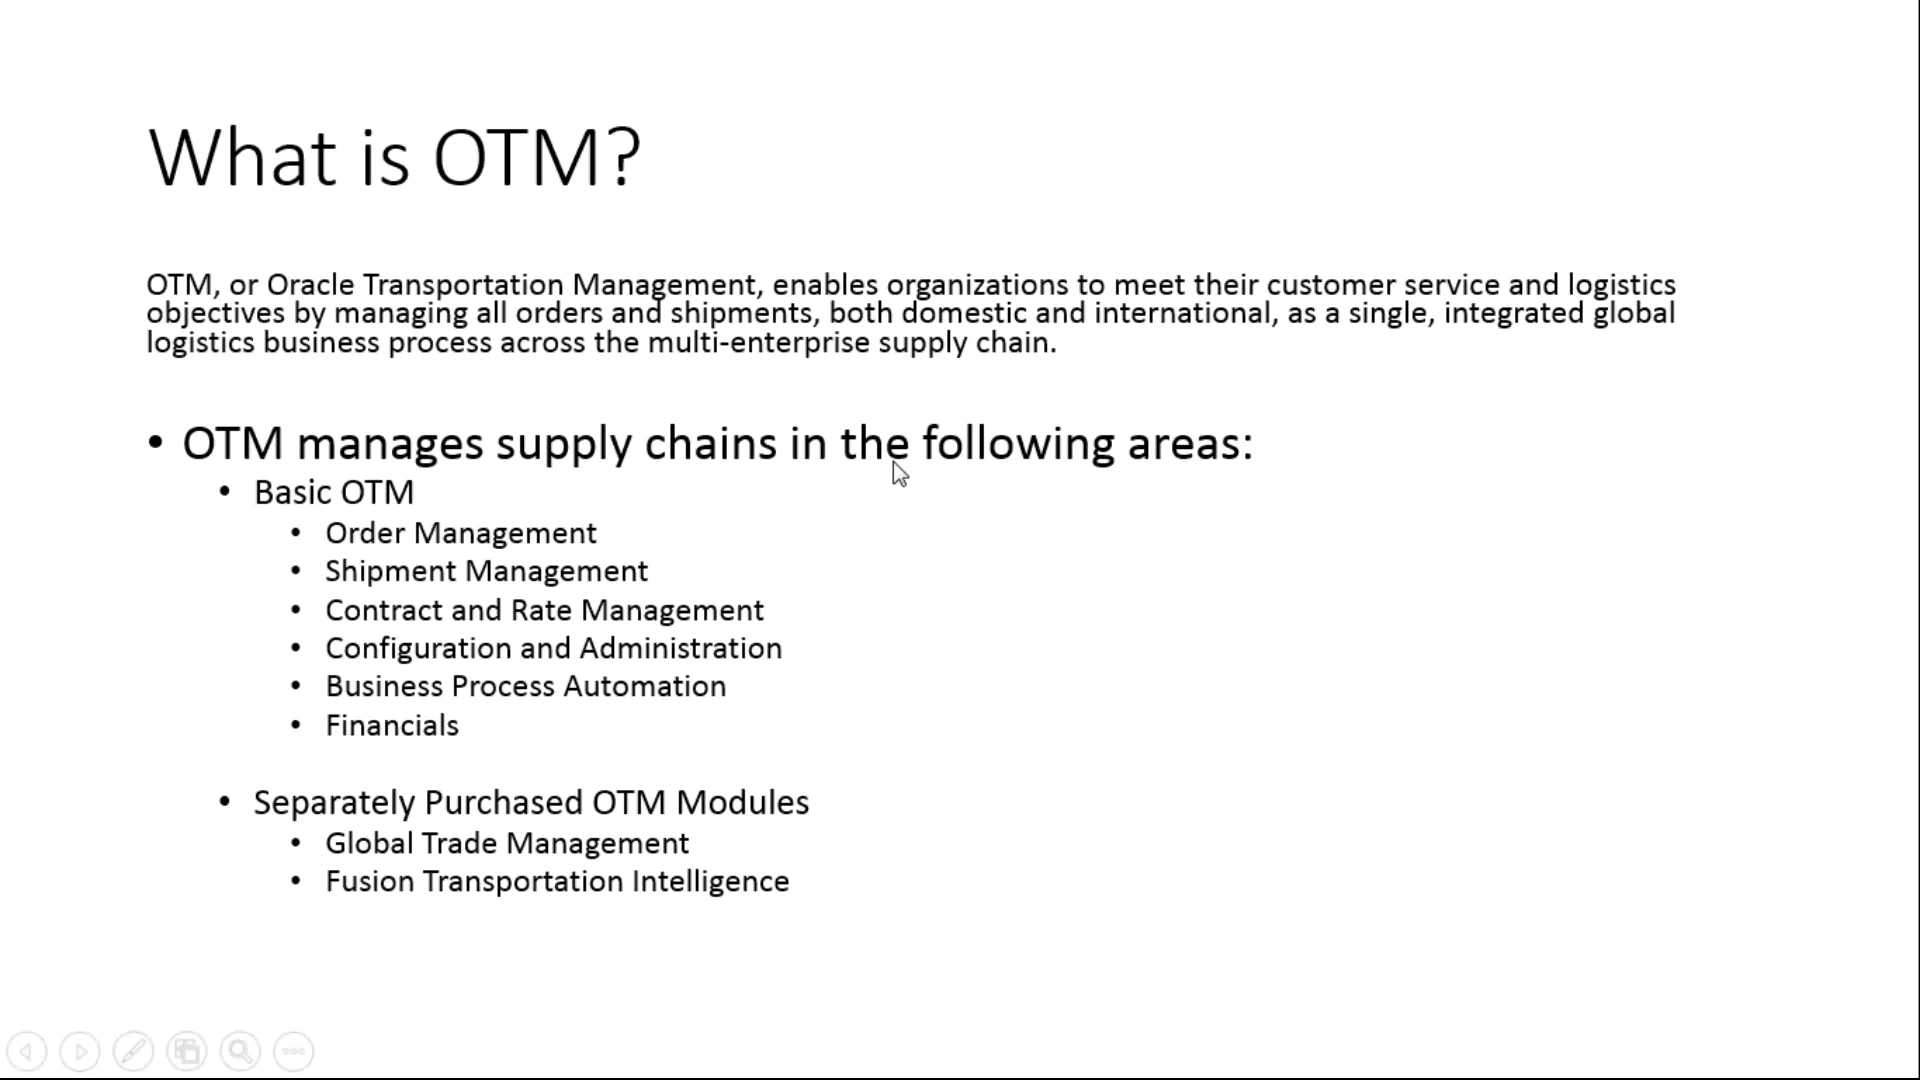 What is OTM?
OTM, or Oracle Transportation Management, enables organizations to meet their customer service and logistics
objectives by managing all orders and shipments, both domestic and international, as a single, integrated global
logistics business process across the multi-enterprise supply chain.
• OTM manages supply chains in the following areas:
• Basic OTM
• Order Management
• Shipment Management
• Contract and Rate Management
• Configuration and Administration
• Business Process Automation
• Financials
• Separately Purchased OTM Modules
• Global Trade Management
• Fusion Transportation Intelligence